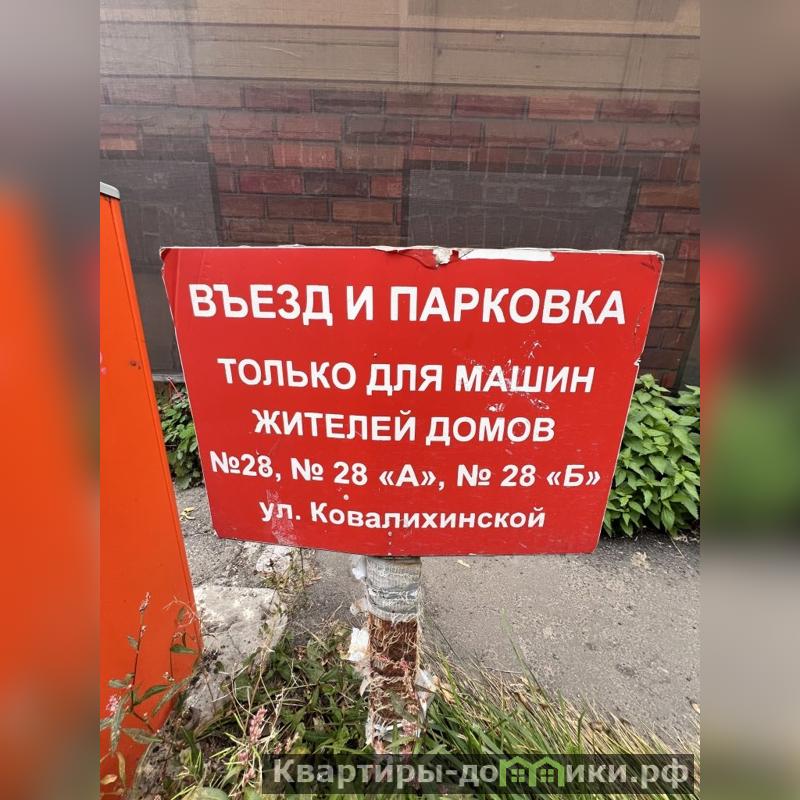 ВЪЕЗД И ПАРКОВКА
ТОЛЬКО ДЛЯ МАШИН
ЖИТЕЛЕЙ ДОМОВ
№28, № 28 «А», № 28 «Б»
ул. Ковалихинской
Квартиры-домики.рф